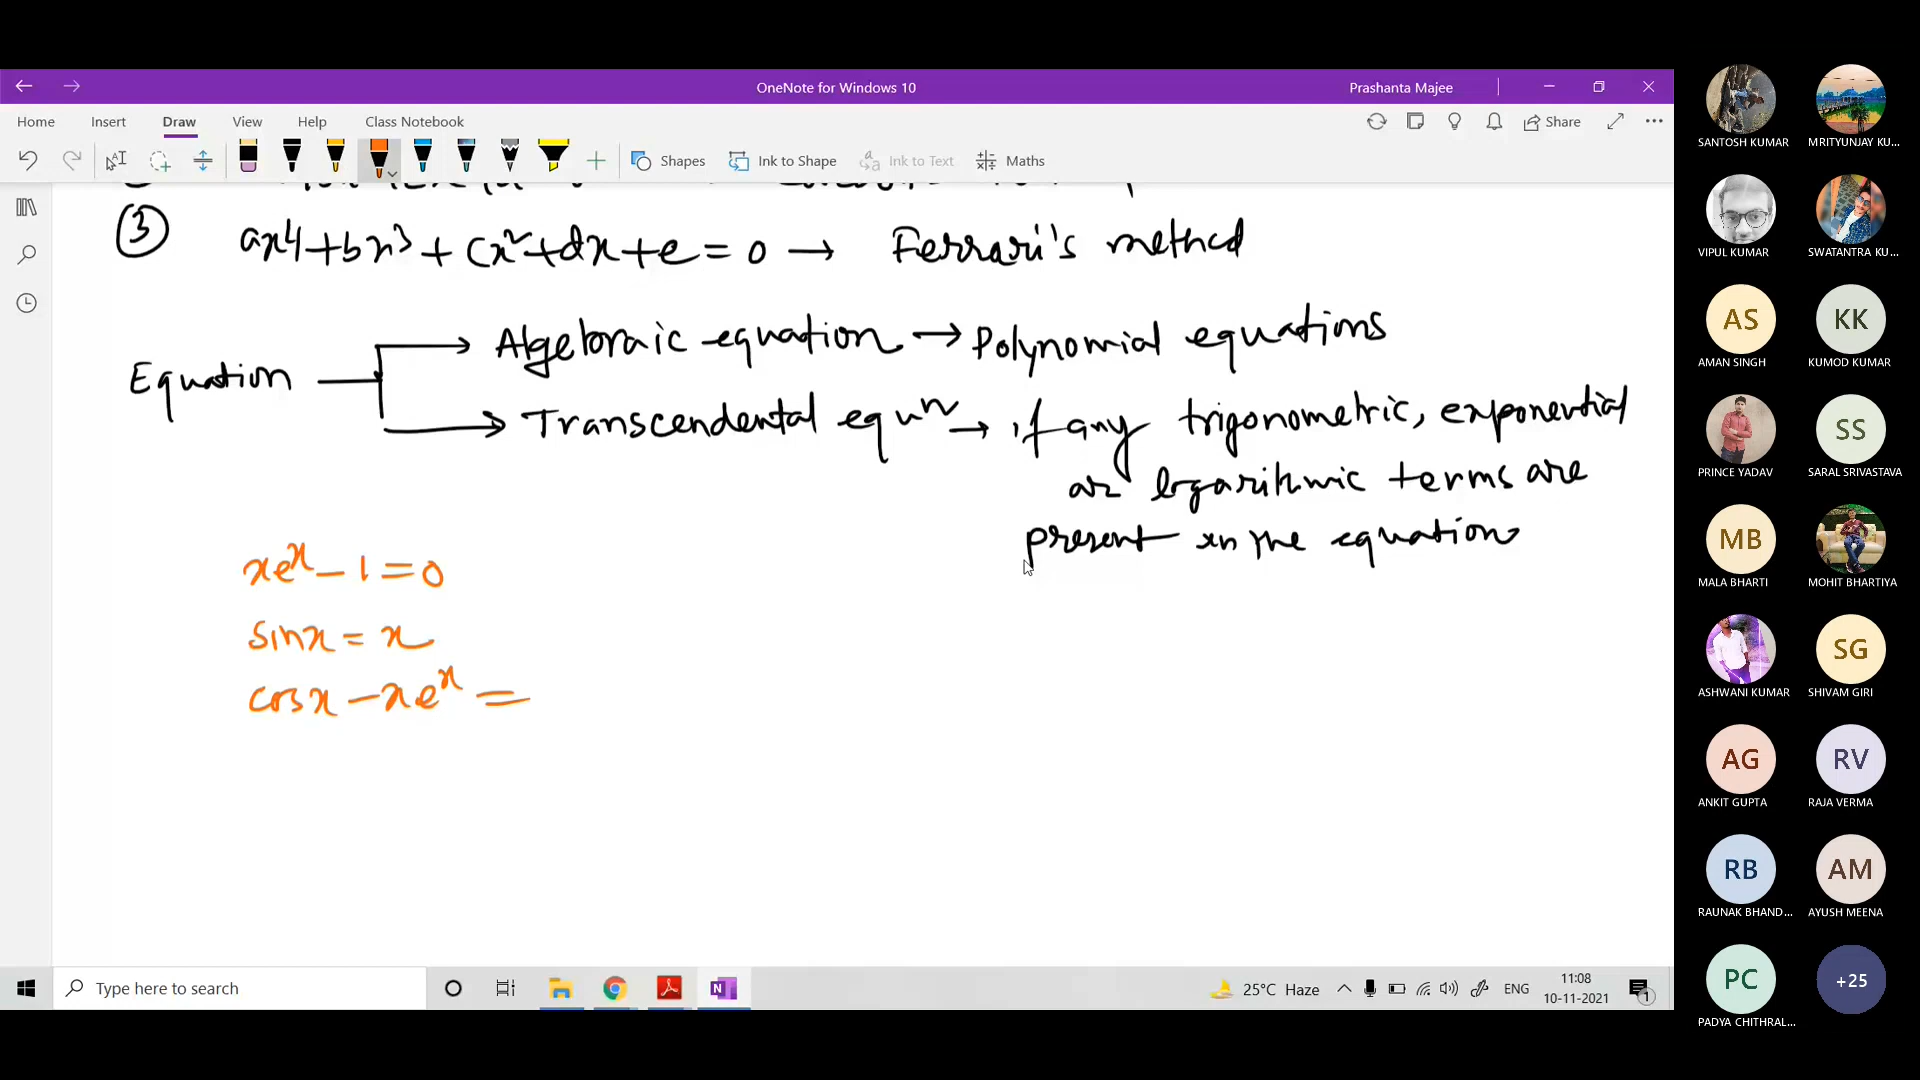 OneNote for Windows 10
Prashanta Majee
Home Insert Draw View Help Class Notebook
Share
Shapes Ink to Shape Ink to Text Maths
③ ax⁴+bx³+cx²+dx+e=0 → Ferrari's method
Equation
→ Algebraic equation → Polynomial equations
→ Transcendental equⁿ → if any trigonometric, exponential
or logarithmic terms are
present in the equation
xeˣ-1=0
sinx = x
cosx - xeˣ =
Type here to search
25°C Haze
ENG
11:08
10-11-2021
1
SANTOSH KUMAR
MRITYUNJAY KU...
VIPUL KUMAR
SWATANTRA KU...
AS
AMAN SINGH
KK
KUMOD KUMAR
PRINCE YADAV
SS
SARAL SRIVASTAVA
MB
MALA BHARTI
MOHIT BHARTIYA
ASHWANI KUMAR
SG
SHIVAM GIRI
AG
ANKIT GUPTA
RV
RAJA VERMA
RB
RAUNAK BHAND...
AM
AYUSH MEENA
PC
PADYA CHITHRAL...
+25